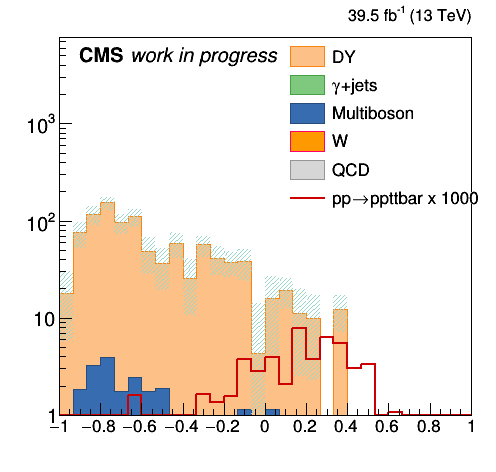 39.5 fb⁻¹ (13 TeV)
CMS work in progress
DY
γ+jets
Multiboson
W
QCD
pp→ppttbar x 1000
10³
10²
10
1
−1 −0.8 −0.6 −0.4 −0.2 0 0.2 0.4 0.6 0.8 1